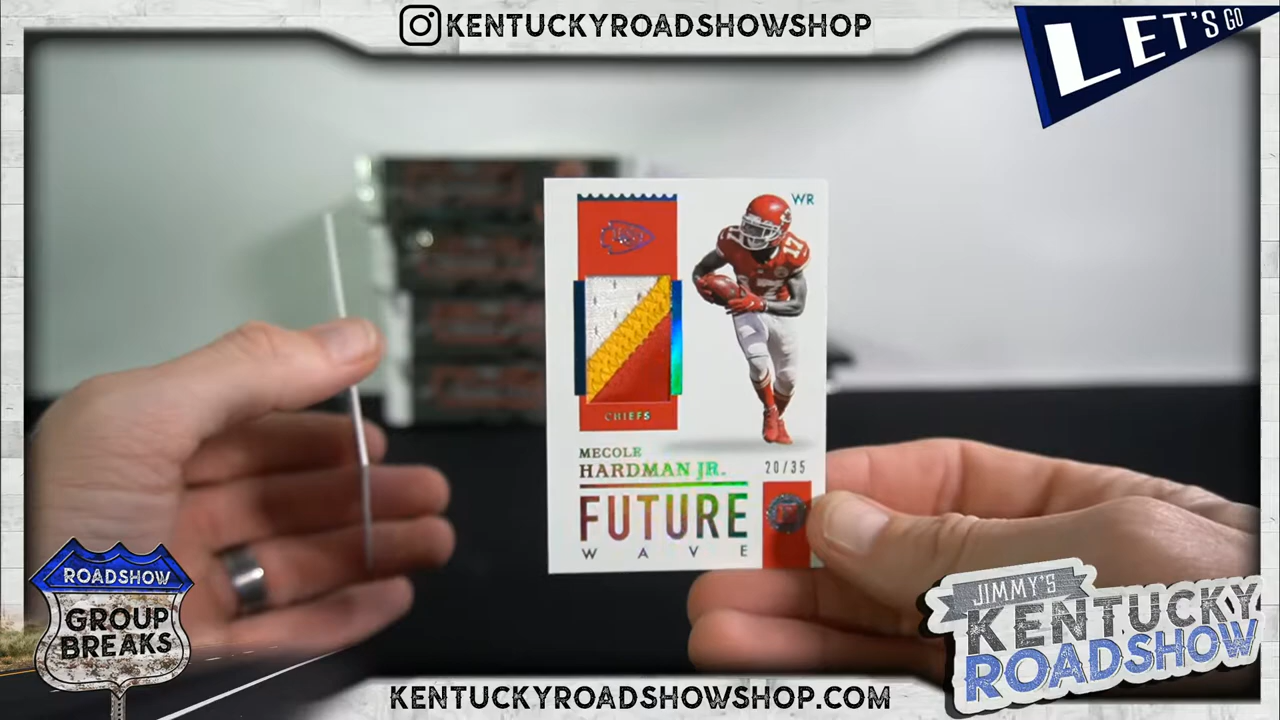 KENTUCKYROADSHOWSHOP
LET'S GO
WR
17
CHIEFS
MECOLE
HARDMAN JR.
20/35
FUTURE
WAVE
ROADSHOW
GROUP
BREAKS
JIMMY'S
KENTUCKY
ROADSHOW
KENTUCKYROADSHOWSHOP.COM